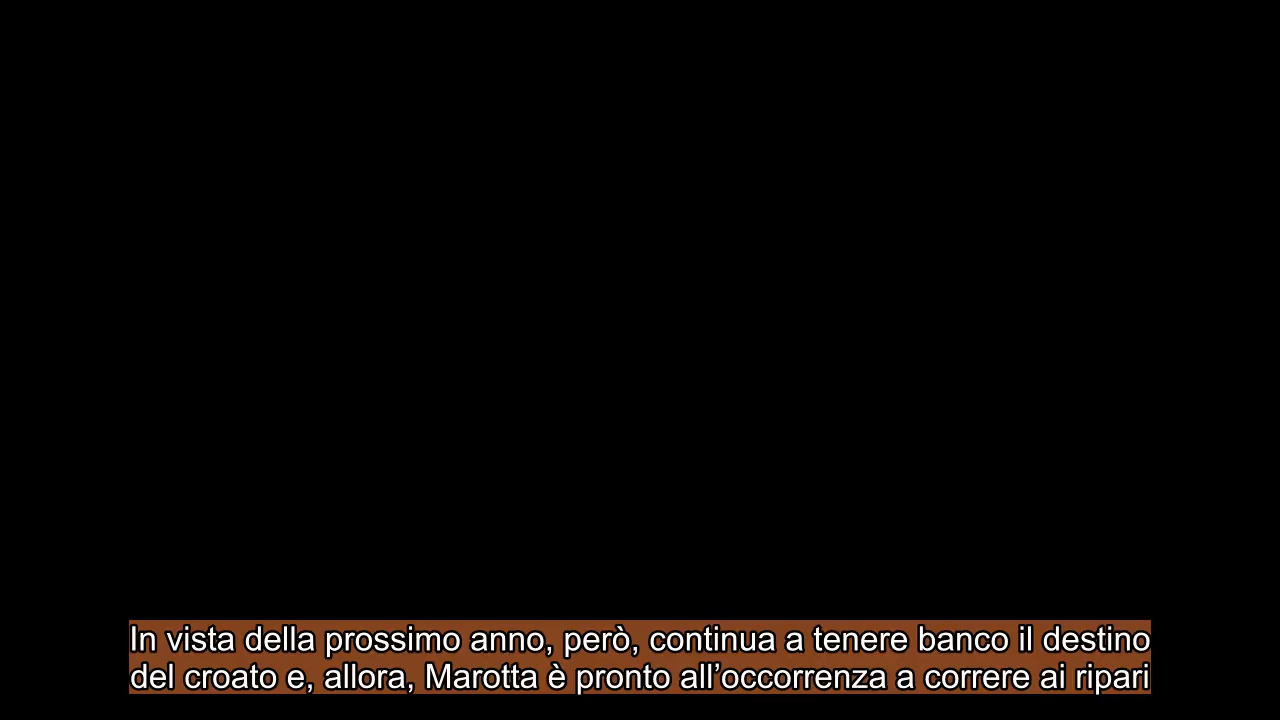 In vista della prossimo anno, però, continua a tenere banco il destino
del croato e, allora, Marotta è pronto all’occorrenza a correre ai ripari